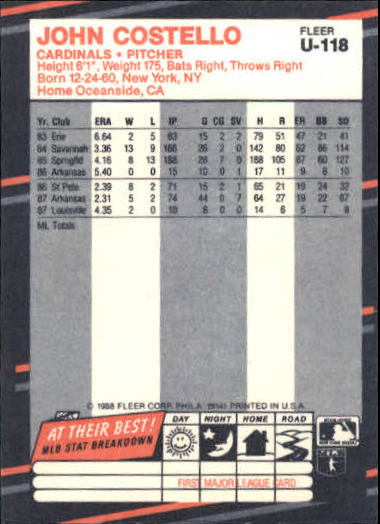 JOHN COSTELLO
FLEER
U-118
CARDINALS • PITCHER
Height 6'1", Weight 175, Bats Right, Throws Right
Born 12-24-60, New York, NY
Home Oceanside, CA
Yr. Club ERA W L IP G CG SV H R ER BB SO
83 Erie 6.64 2 5 63 15 2 2 79 51 47 21 41
84 Savannah 3.36 13 9 166 26 2 0 142 80 62 86 114
85 Springfld 4.16 8 13 188 28 7 0 188 105 87 60 127
86 Arkansas 5.40 0 0 15 10 0 1 17 11 9 6 10
86 St Pete 2.39 8 2 71 15 2 1 65 21 19 24 32
87 Arkansas 2.31 5 2 74 44 0 7 64 27 19 22 67
87 Louisville 4.35 2 0 18 6 0 0 14 6
ML Totals
© 1988 FLEER CORP. PHILA. 19141 PRINTED IN U.S.A.
AT THEIR BEST!
MLB STAT BREAKDOWN
DAY NIGHT HOME ROAD
FIRST MAJOR LEAGUE CARD